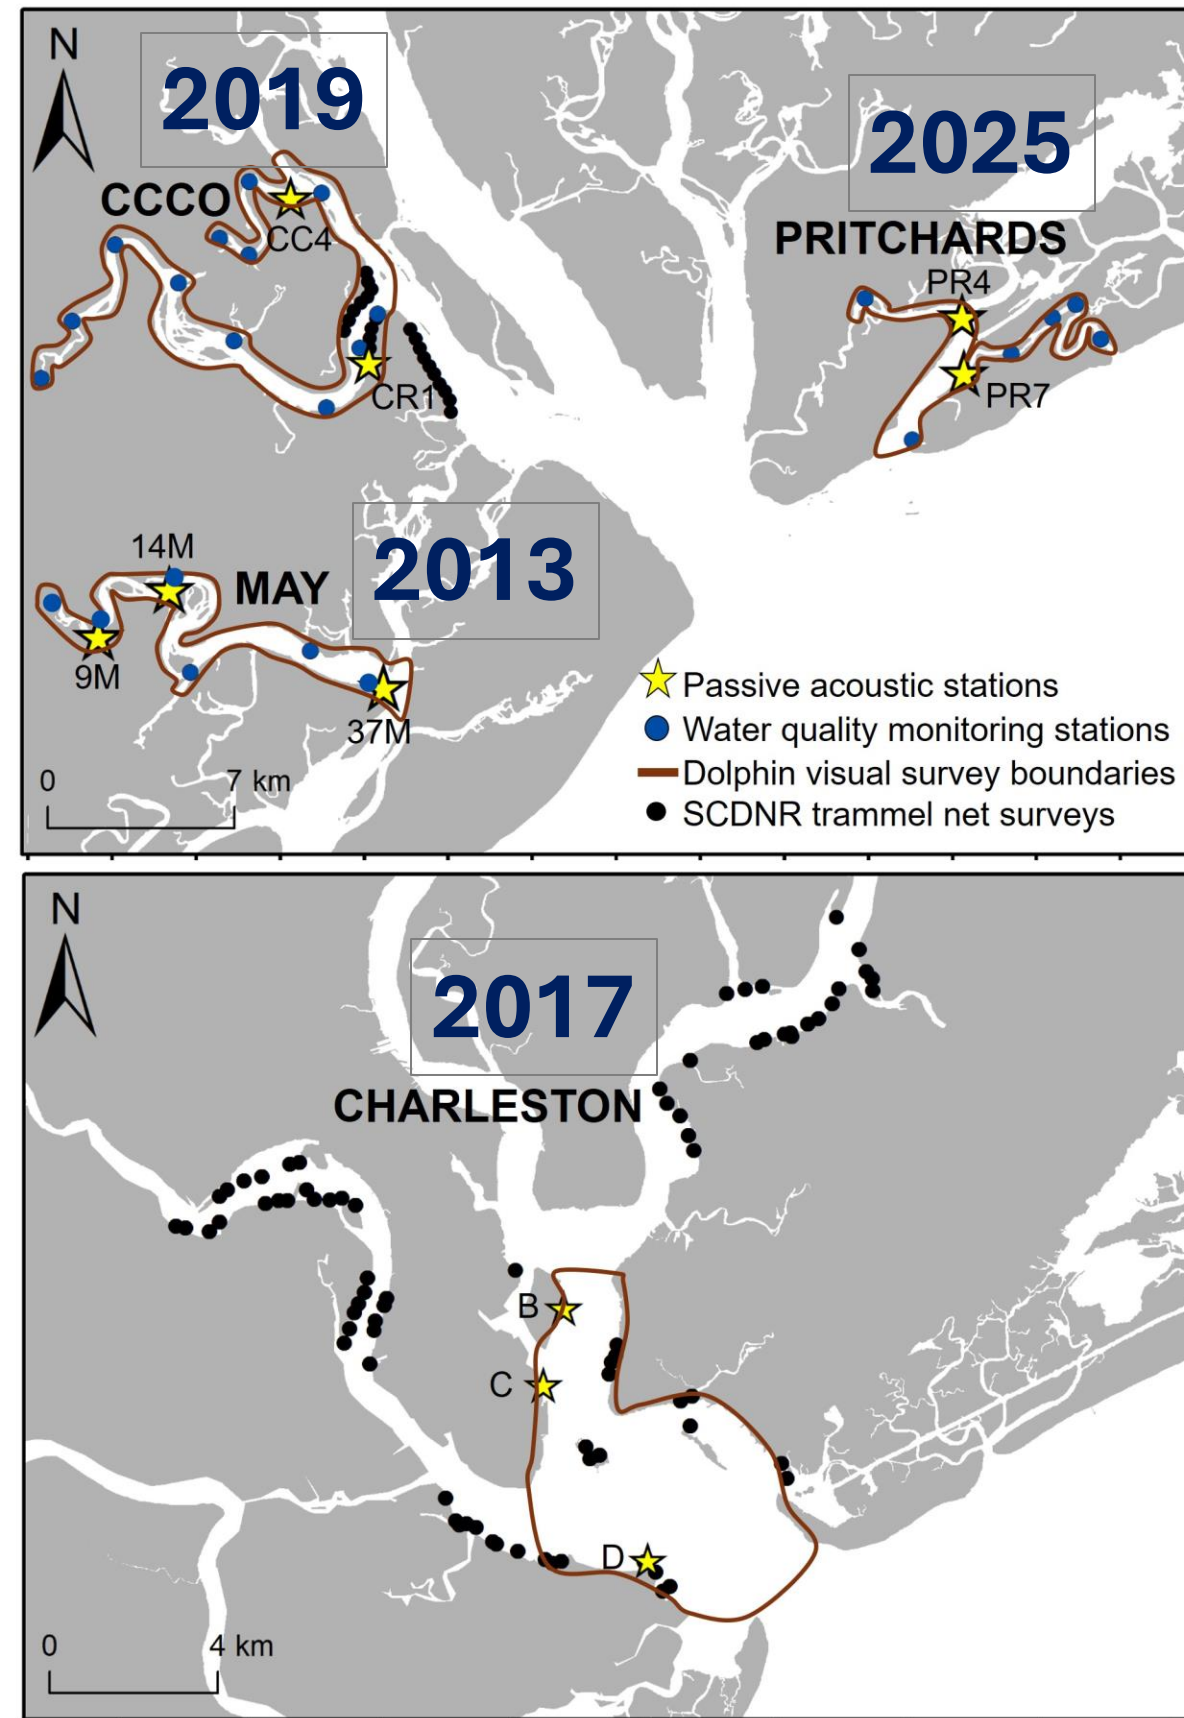 N
2019
2025
CCCO
CC4
PRITCHARDS
PR4
CR1
PR7
14M
MAY
2013
9M
37M
Passive acoustic stations
Water quality monitoring stations
Dolphin visual survey boundaries
SCDNR trammel net surveys
0 7 km
N
2017
CHARLESTON
B
C
D
0 4 km